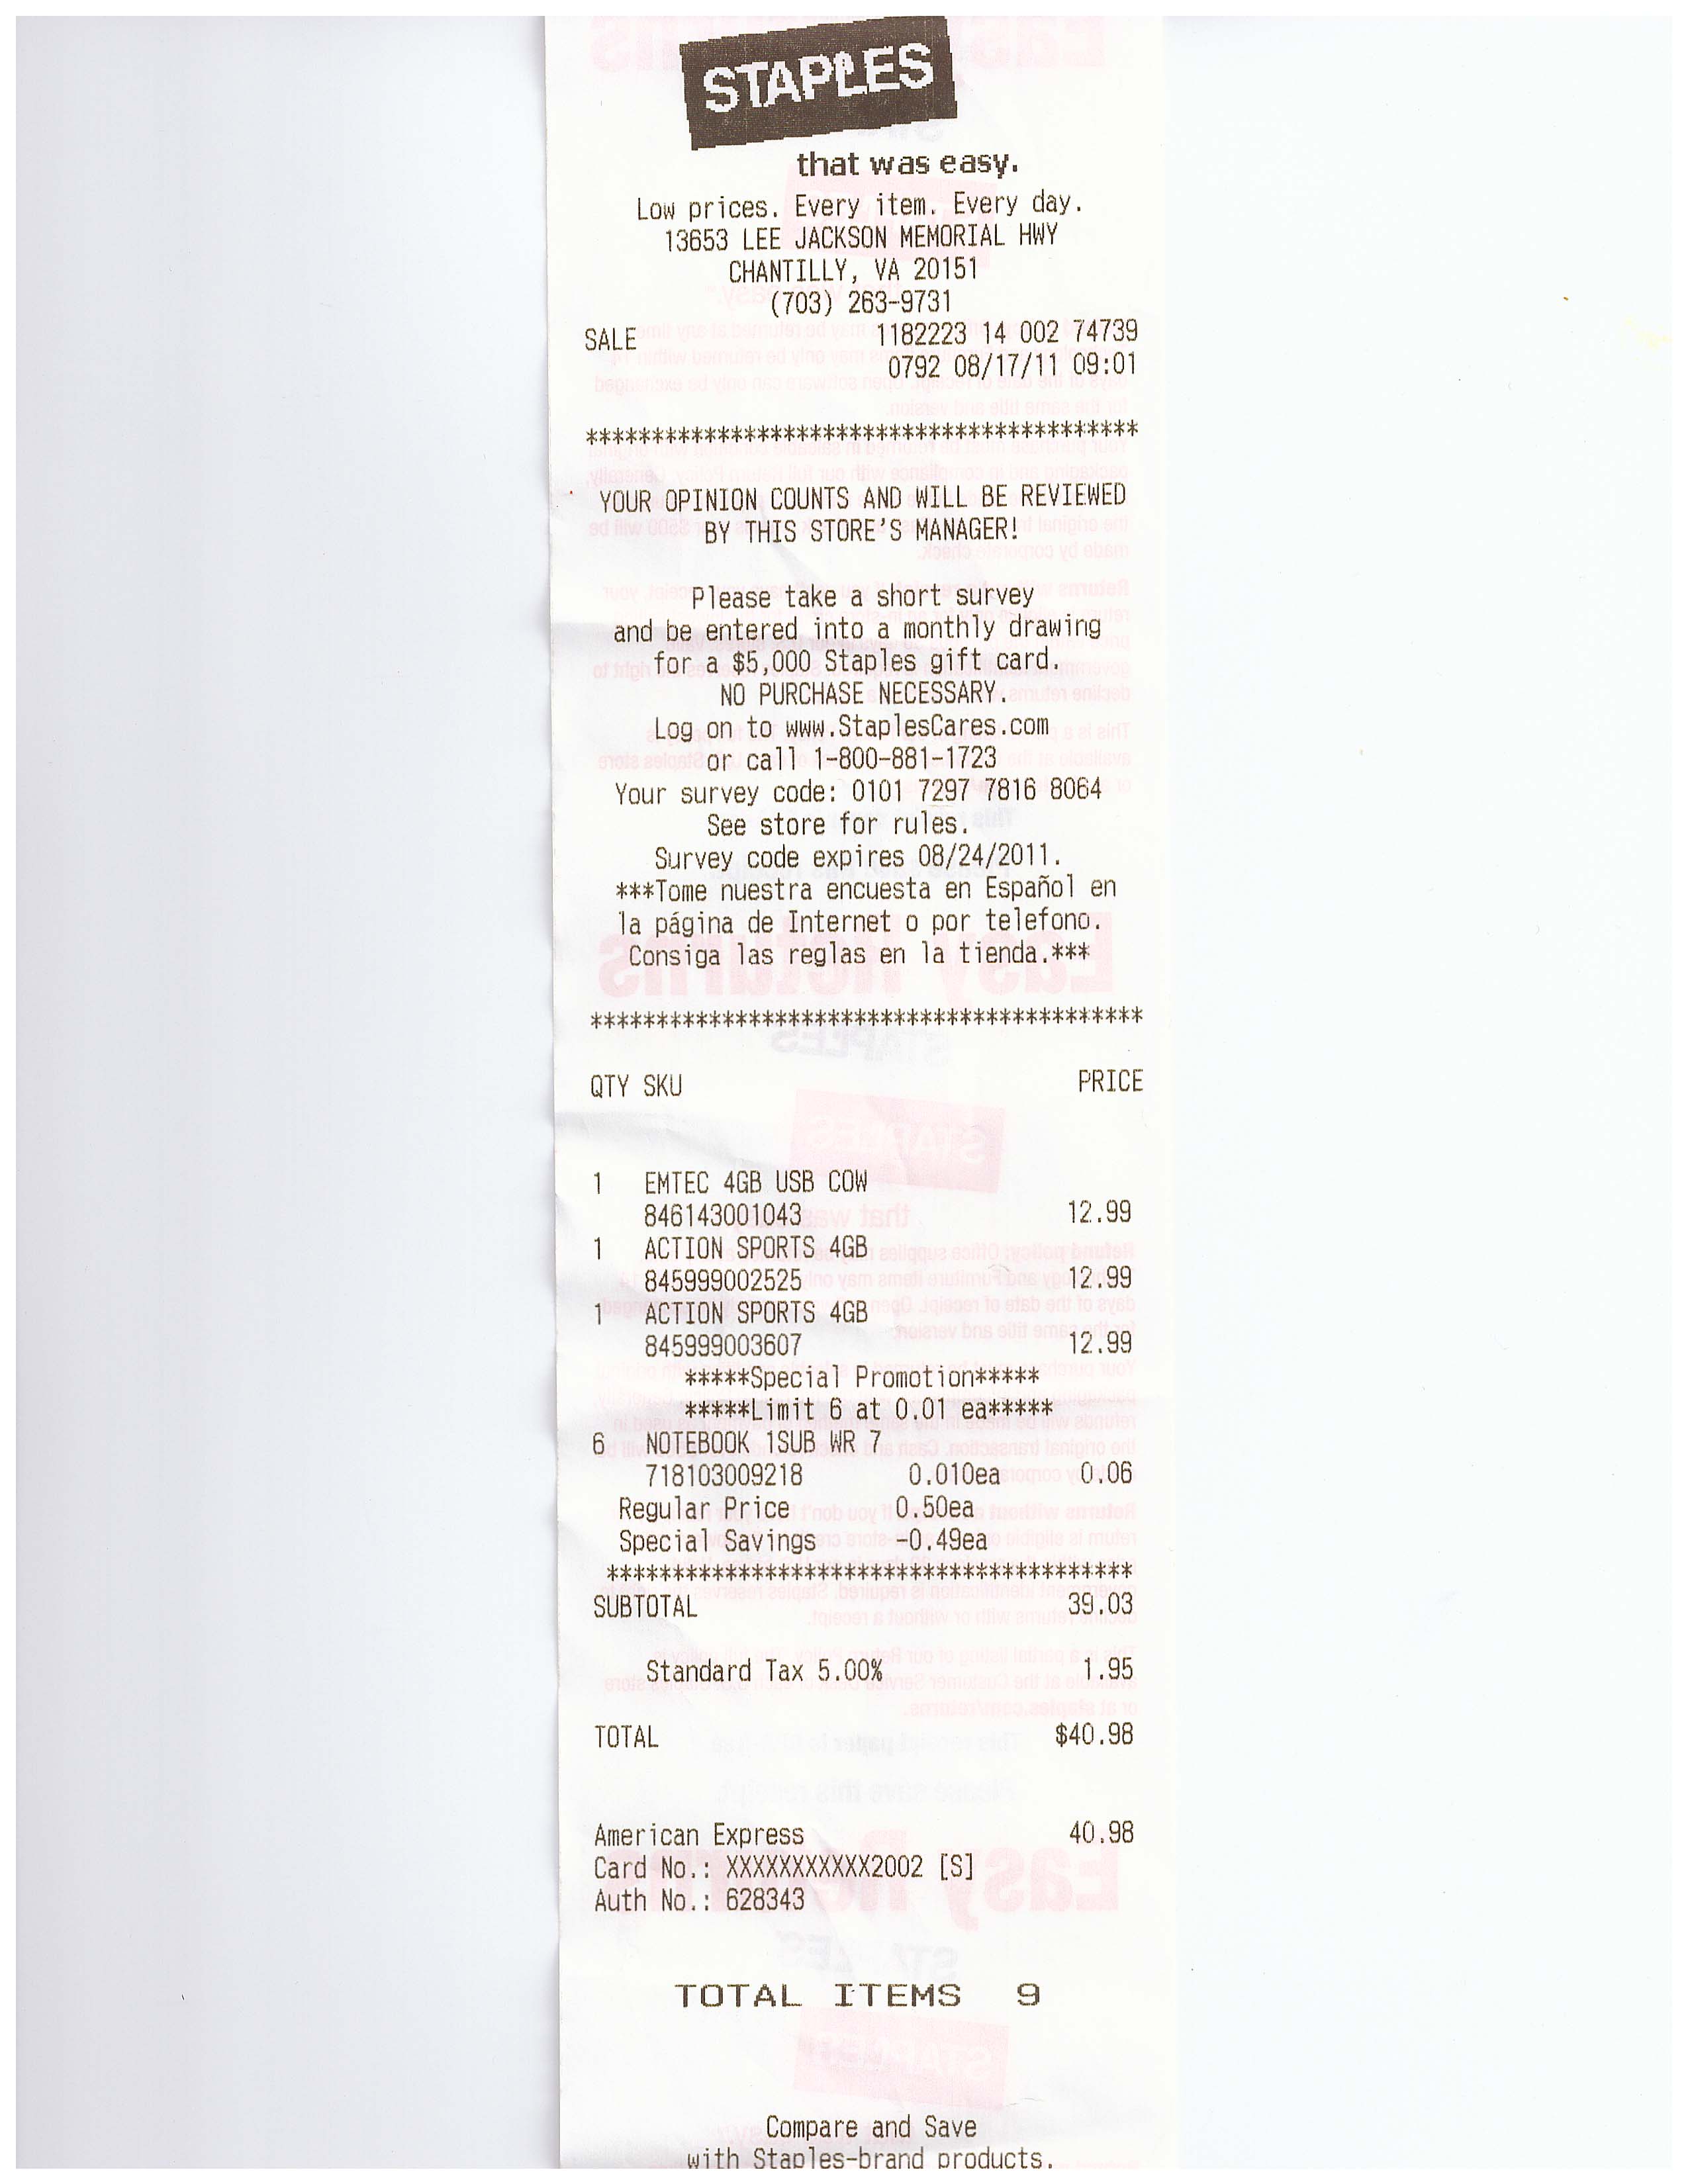 STAPLES
that was easy.
Low prices. Every item. Every day.
13653 LEE JACKSON MEMORIAL HWY
CHANTILLY, VA 20151
(703) 263-9731
SALE 1182223 14 002 74739
0792 08/17/11 09:01
******************************************
YOUR OPINION COUNTS AND WILL BE REVIEWED
BY THIS STORE'S MANAGER!
Please take a short survey
and be entered into a monthly drawing
for a $5,000 Staples gift card.
NO PURCHASE NECESSARY.
Log on to www.StaplesCares.com
or call 1-800-881-1723
Your survey code: 0101 7297 7816 8064
See store for rules.
Survey code expires 08/24/2011.
***Tome nuestra encuesta en Español en
la página de Internet o por telefono.
Consiga las reglas en la tienda.***
******************************************
QTY SKU PRICE
1 EMTEC 4GB USB COW
846143001043 12.99
1 ACTION SPORTS 4GB
845999002525 12.99
1 ACTION SPORTS 4GB
845999003607 12.99
*****Special Promotion*****
*****Limit 6 at 0.01 ea*****
6 NOTEBOOK 1SUB WR 7
718103009218 0.010ea 0.06
Regular Price 0.50ea
Special Savings -0.49ea
****************************************
SUBTOTAL 39.03
Standard Tax 5.00% 1.95
TOTAL $40.98
American Express 40.98
Card No.: XXXXXXXXXXX2002 [S]
Auth No.: 628343
TOTAL ITEMS 9
Compare and Save
with Staples-brand products.